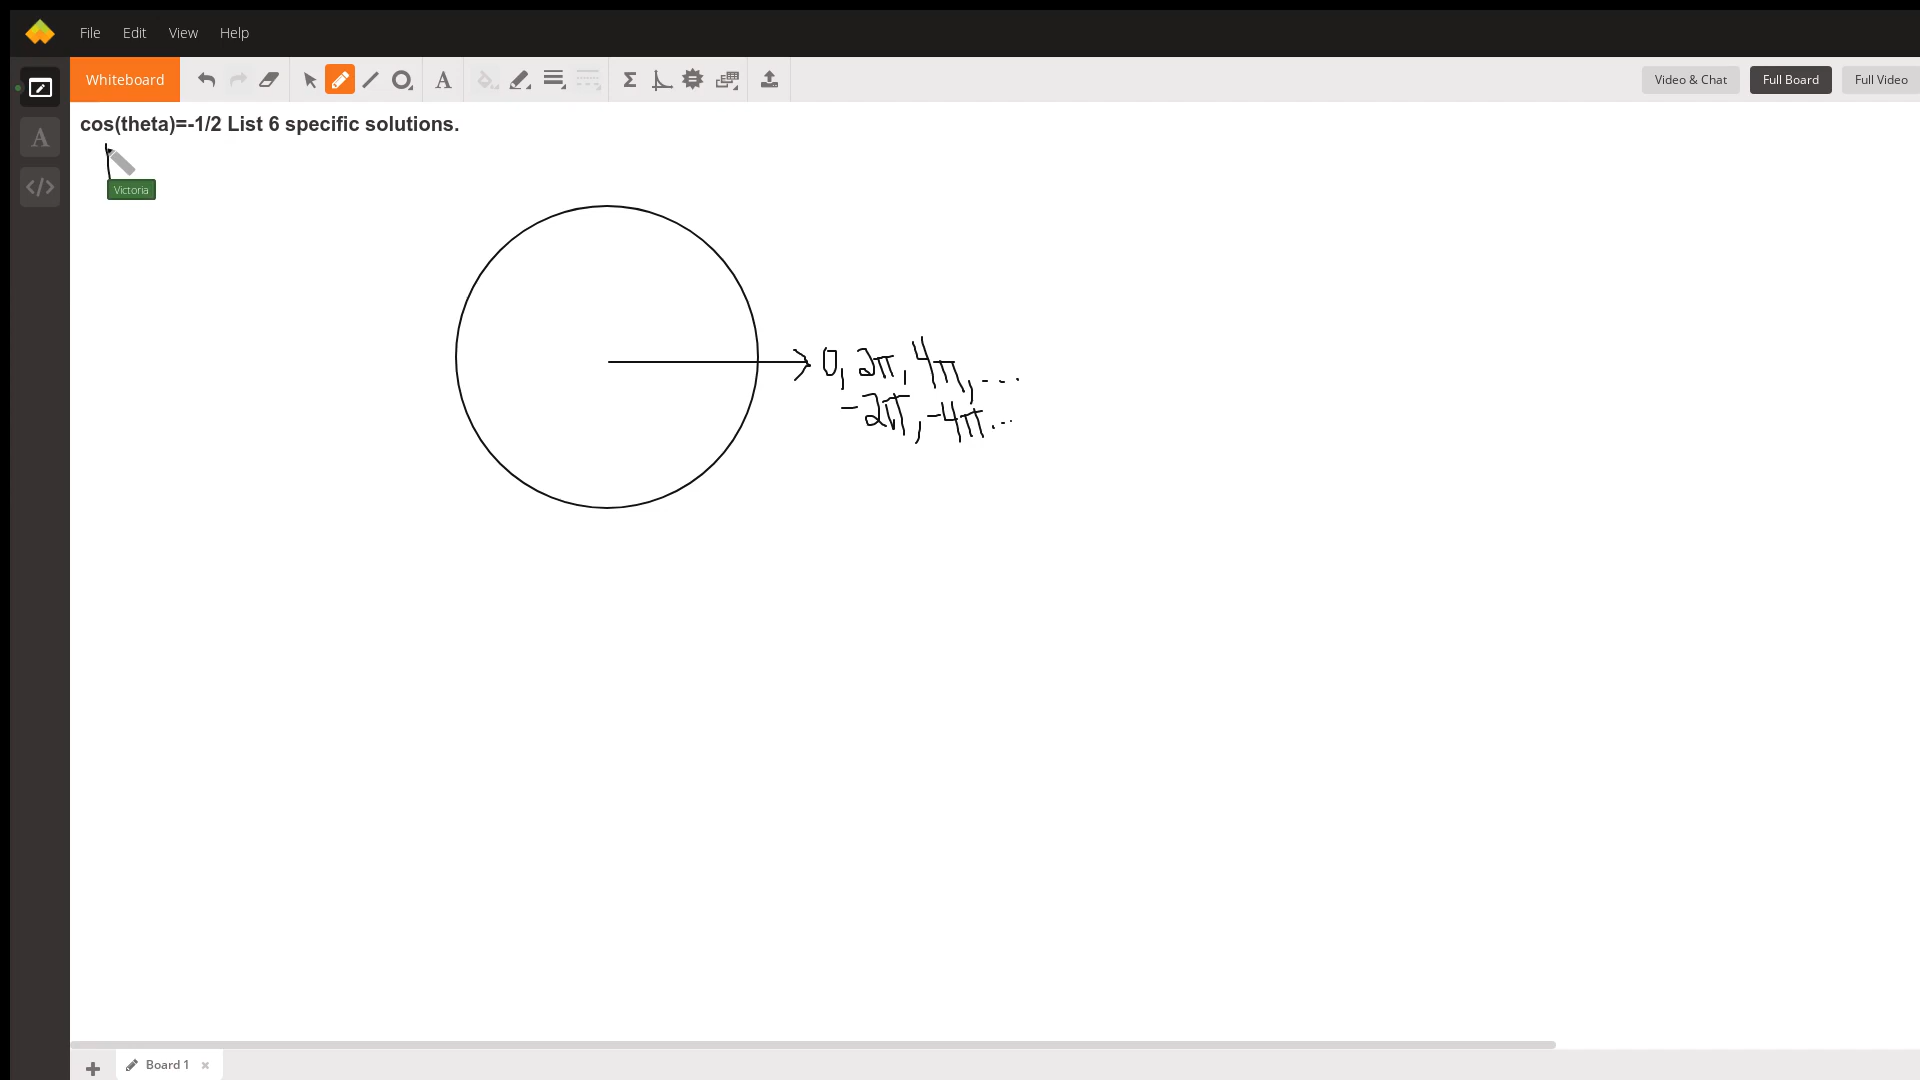 File Edit View Help
Whiteboard
Video & Chat Full Board Full Video
cos(theta)=-1/2 List 6 specific solutions.
Victoria
0, 2π, 4π, ...
-2π, -4π...
Board 1